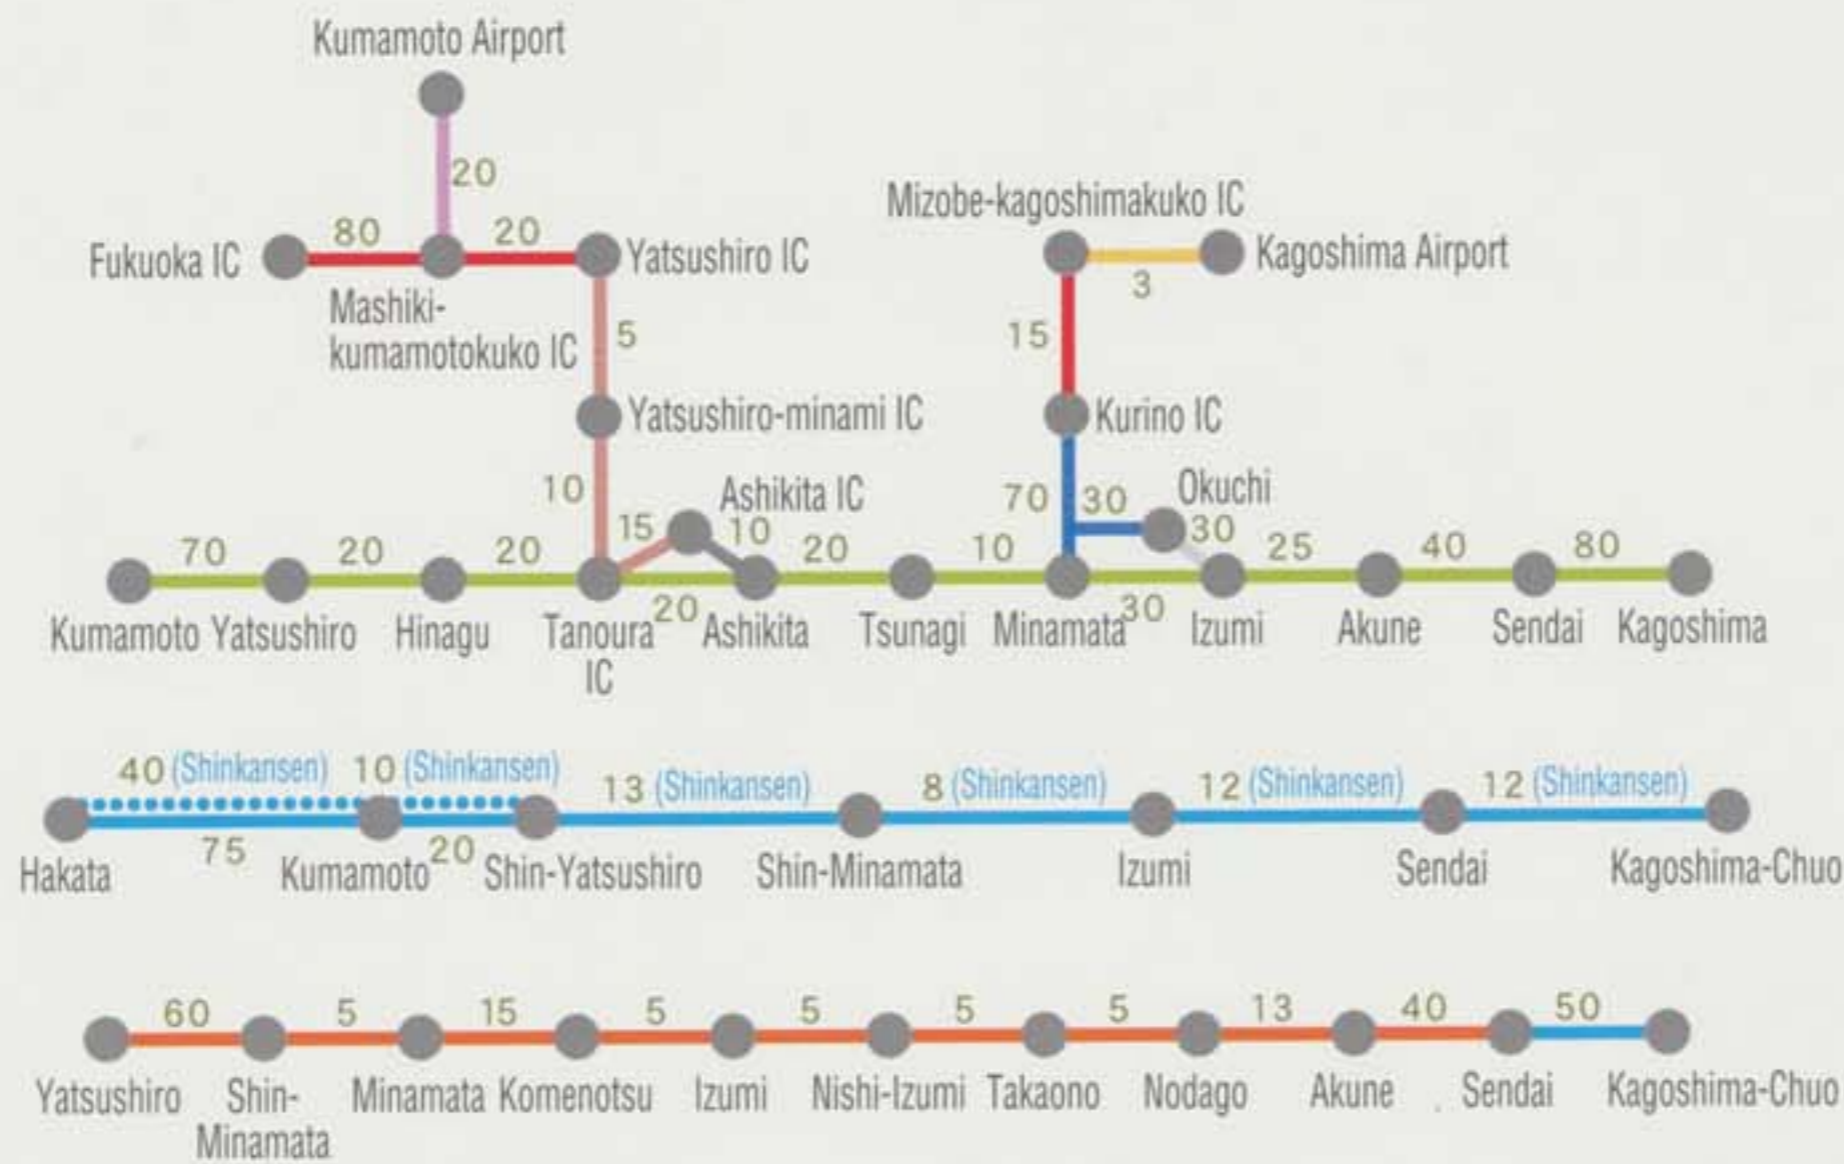 Kumamoto Airport
20
Mizobe-kagoshimakuko IC
80
20
Fukuoka IC
Yatsushiro IC
Kagoshima Airport
3
Mashiki-
kumamotokuko IC
5
15
Yatsushiro-minami IC
Kurino IC
10
Ashikita IC
15
10
70
30
Okuchi
30
70
20
20
20
10
25
40
80
20
30
Kumamoto
Yatsushiro
Hinagu
Tanoura
IC
Ashikita
Tsunagi
Minamata
Izumi
Akune
Sendai
Kagoshima
40 (Shinkansen)
10 (Shinkansen)
13 (Shinkansen)
8 (Shinkansen)
12 (Shinkansen)
12 (Shinkansen)
75
20
Hakata
Kumamoto
Shin-Yatsushiro
Shin-Minamata
Izumi
Sendai
Kagoshima-Chuo
60
5
15
5
5
5
5
13
40
50
Yatsushiro
Shin-
Minamata
Minamata
Komenotsu
Izumi
Nishi-Izumi
Takaono
Nodago
Akune
Sendai
Kagoshima-Chuo